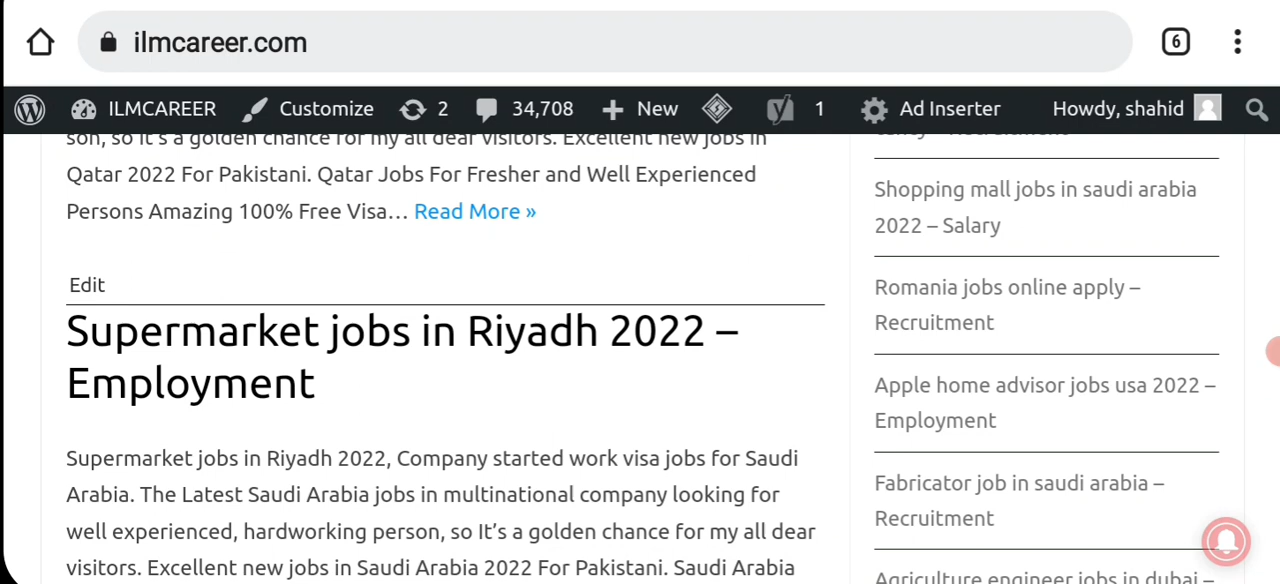 ilmcareer.com
6
ILMCAREER
Customize
2
34,708
New
1
Ad Inserter
Howdy, shahid
son, so it's a golden chance for my all dear visitors. Excellent new jobs in
Qatar 2022 For Pakistani. Qatar Jobs For Fresher and Well Experienced
Persons Amazing 100% Free Visa… Read More »
Edit
Supermarket jobs in Riyadh 2022 –
Employment
Supermarket jobs in Riyadh 2022, Company started work visa jobs for Saudi
Arabia. The Latest Saudi Arabia jobs in multinational company looking for
well experienced, hardworking person, so It's a golden chance for my all dear
visitors. Excellent new jobs in Saudi Arabia 2022 For Pakistani. Saudi Arabia
Shopping mall jobs in saudi arabia
2022 – Salary
Romania jobs online apply –
Recruitment
Apple home advisor jobs usa 2022 –
Employment
Fabricator job in saudi arabia –
Recruitment
Agriculture engineer jobs in dubai –